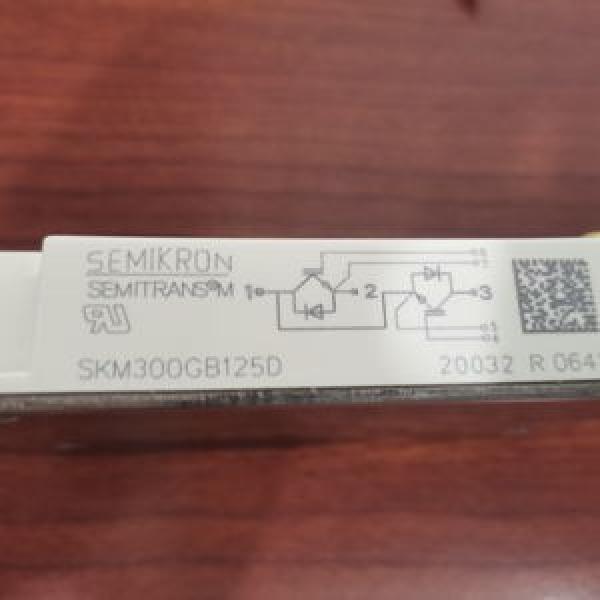 SEMIKRON
SEMITRANS®M
1 2 3
SKM300GB125D
20032 R 064